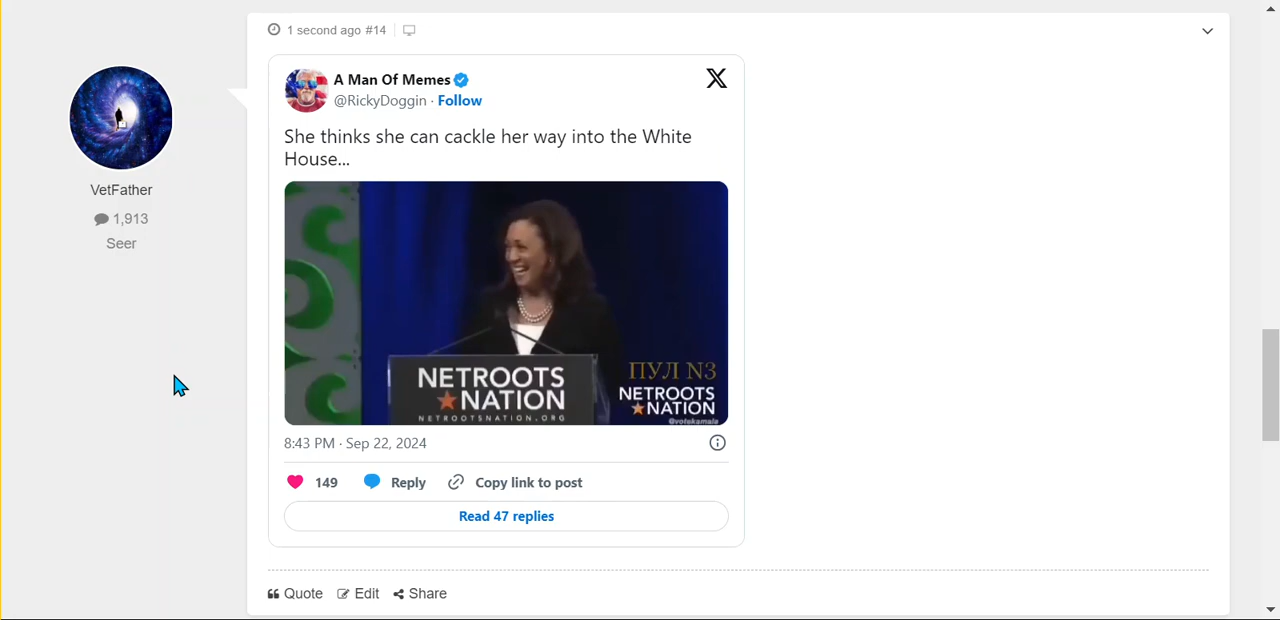 1 second ago #14
A Man Of Memes
@RickyDoggin · Follow
She thinks she can cackle her way into the White
House...
VetFather
1,913
Seer
ПУЛ N3
NETROOTS
NATION
NETROOTSNATION.ORG
NETROOTS
NATION
@votekamala
8:43 PM · Sep 22, 2024
149 Reply Copy link to post
Read 47 replies
Quote Edit Share